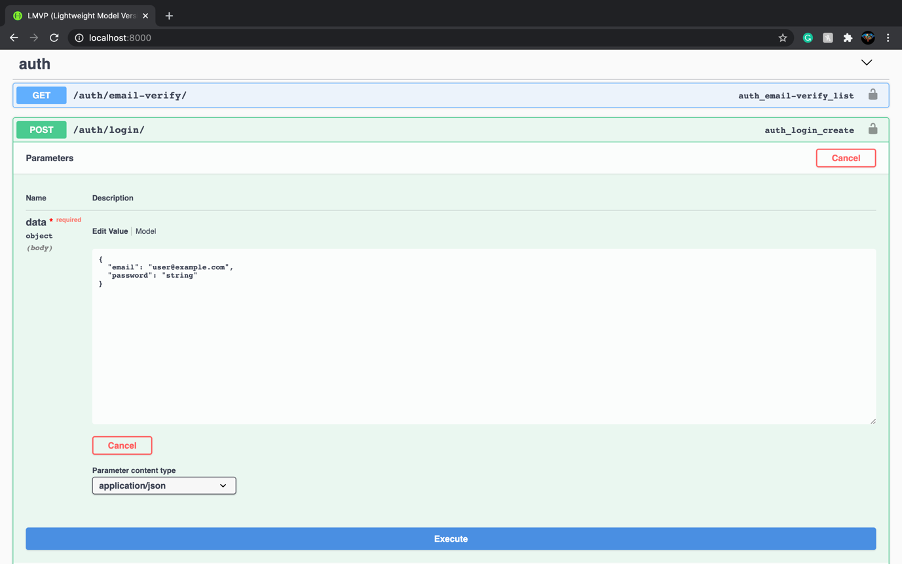 LMVP (Lightweight Model Vers
localhost:8000
auth
GET /auth/email-verify/ auth_email-verify_list
POST /auth/login/ auth_login_create
Parameters Cancel
Name Description
data * required
object
(body)
Edit Value Model
{
"email": "user@example.com",
"password": "string"
}
Cancel
Parameter content type
application/json
Execute